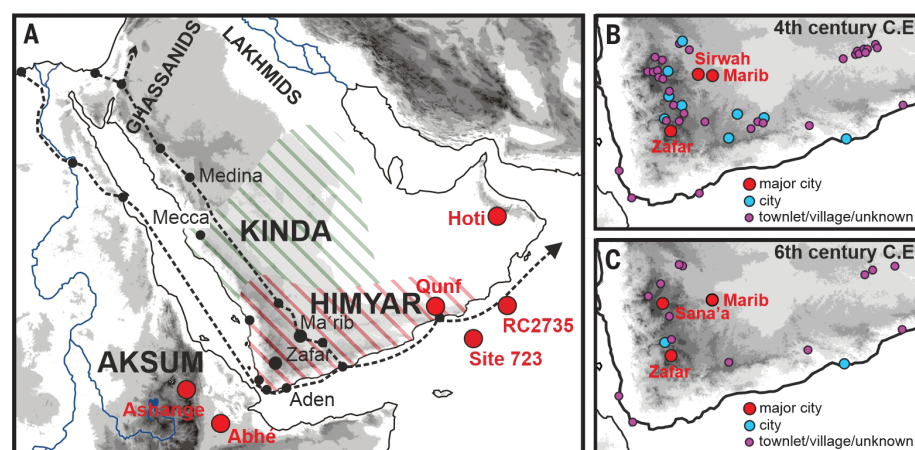 A
GHASSANIDS
LAKHMIDS
Medina
Mecca
KINDA
Hoti
HIMYAR
Qunf
Ma'rib
RC2735
Zafar
Site 723
AKSUM
Ashange
Aden
Abhé
B
4th century C.E
Sirwah
Marib
Zafar
major city
city
townlet/village/unknown
C
6th century C.E
Marib
Sana'a
Zafar
major city
city
townlet/village/unknown